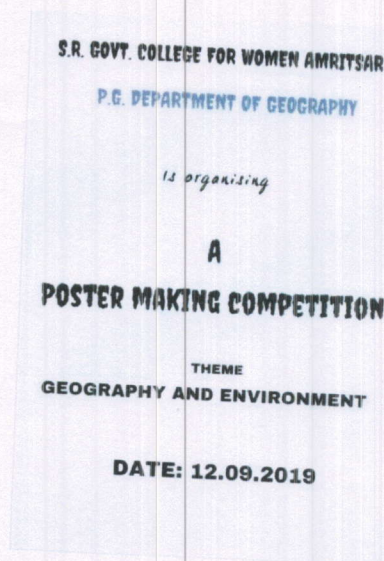 S.R. GOVT. COLLEGE FOR WOMEN AMRITSAR
P.G. DEPARTMENT OF GEOGRAPHY
Is organising
A
POSTER MAKING COMPETITION
THEME
GEOGRAPHY AND ENVIRONMENT
DATE: 12.09.2019